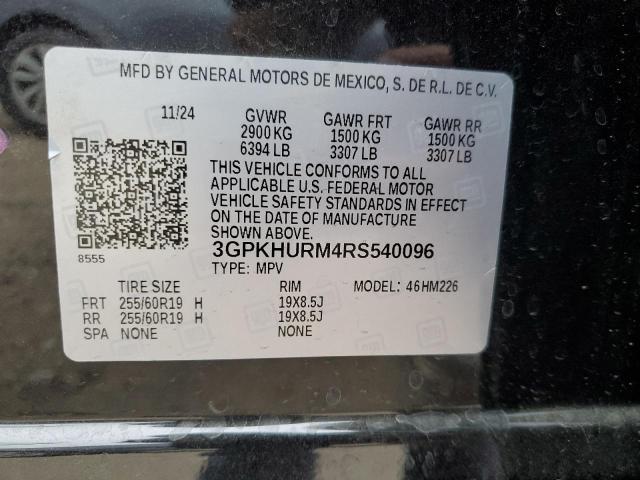 MFD BY GENERAL MOTORS DE MEXICO, S. DE R.L. DE C.V.
11/24 GVWR GAWR FRT GAWR RR
2900 KG 1500 KG 1500 KG
6394 LB 3307 LB 3307 LB
THIS VEHICLE CONFORMS TO ALL
APPLICABLE U.S. FEDERAL MOTOR
VEHICLE SAFETY STANDARDS IN EFFECT
ON THE DATE OF MANUFACTURE
SHOWN ABOVE.
8555
3GPKHURM4RS540096
TYPE: MPV
TIRE SIZE RIM MODEL: 46HM226
FRT 255/60R19 H 19X8.5J
RR 255/60R19 H 19X8.5J
SPA NONE NONE